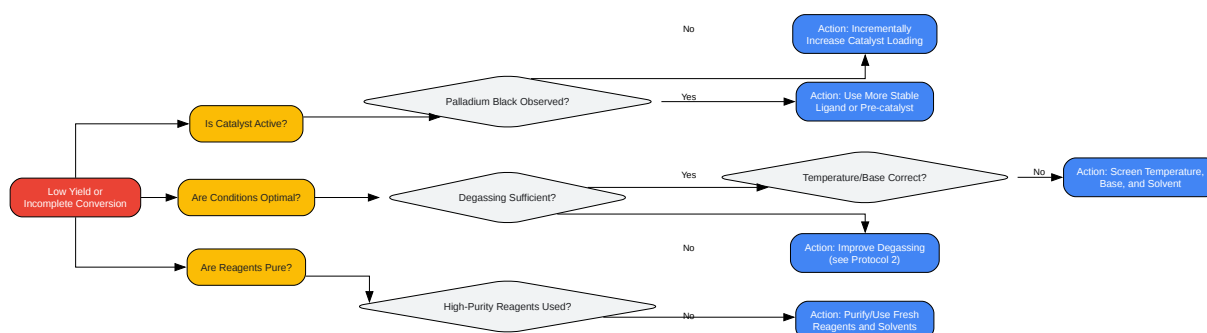 No
Action: Incrementally
Increase Catalyst Loading
Palladium Black Observed?
Yes
Action: Use More Stable
Ligand or Pre-catalyst
Is Catalyst Active?
Low Yield or
Incomplete Conversion
Are Conditions Optimal?
Degassing Sufficient?
Yes
Temperature/Base Correct?
No
Action: Screen Temperature,
Base, and Solvent
No
Action: Improve Degassing
(see Protocol 2)
Are Reagents Pure?
High-Purity Reagents Used?
No
Action: Purify/Use Fresh
Reagents and Solvents